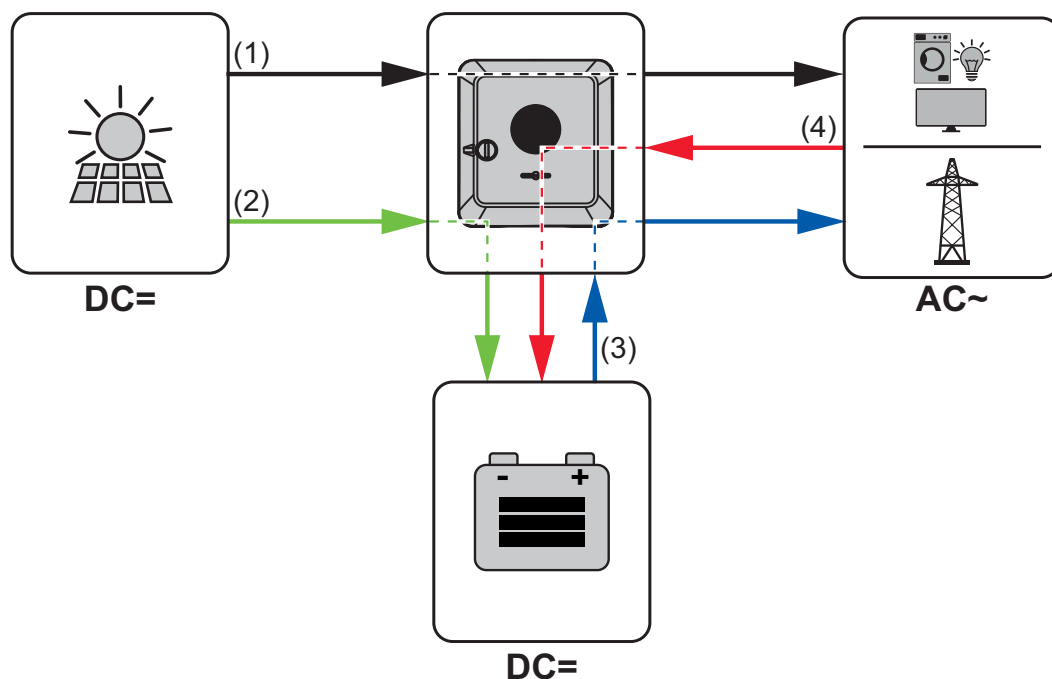 (1)
(4)
(2)
DC=
AC~
(3)
- +
DC=